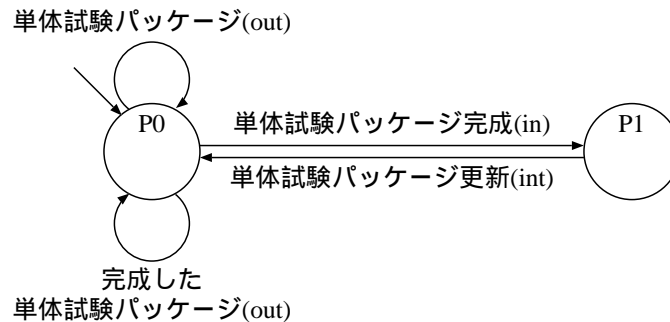 単体試験パッケージ(out)
P0
単体試験パッケージ完成(in)
P1
単体試験パッケージ更新(int)
完成した
単体試験パッケージ(out)